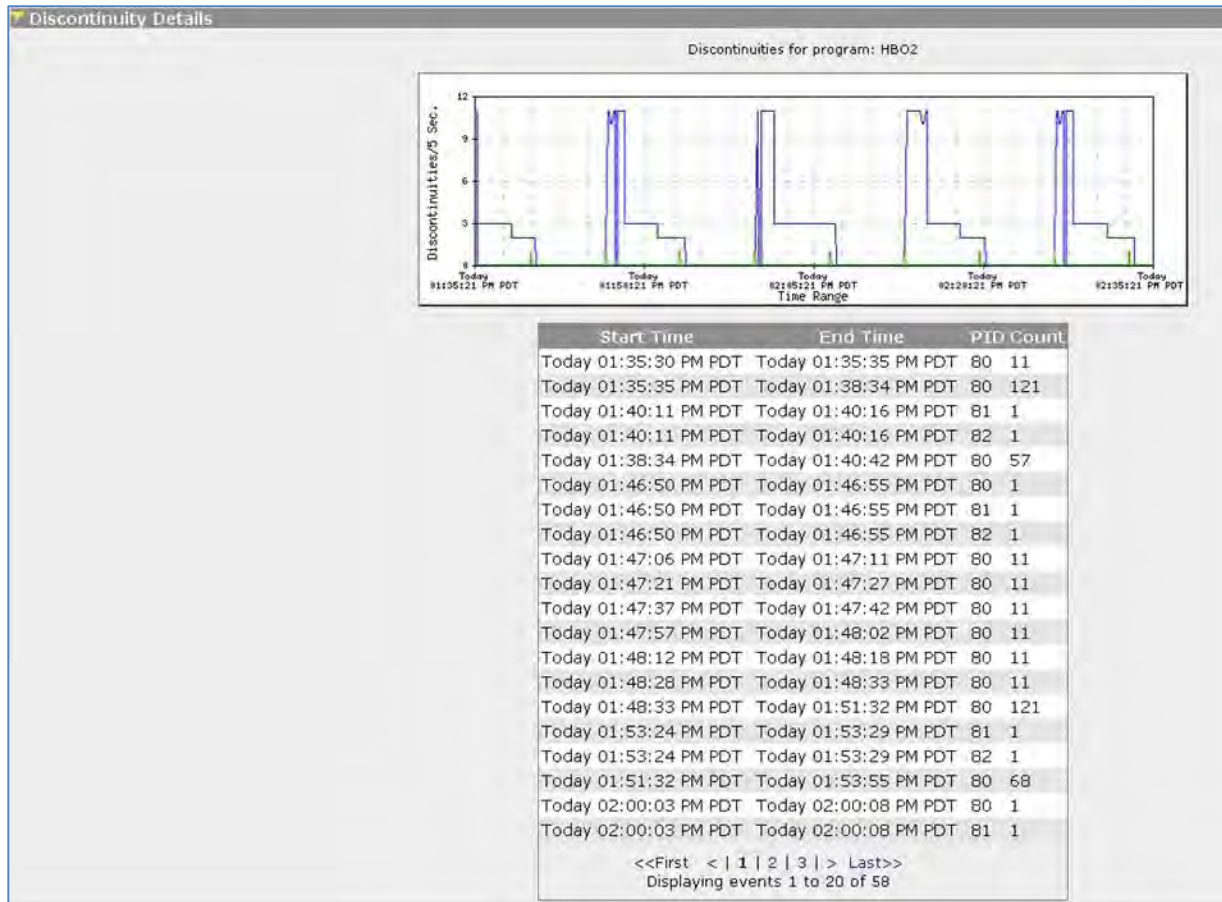 Discontinuity Details
Discontinuities for program: HBO2
Discontinuities/5 Sec.
12
9
6
3
0
Today Today Today Today Today
01:35:21 PM PDT 01:50:21 PM PDT 02:05:21 PM PDT 02:20:21 PM PDT 02:35:21 PM PDT
Time Range
Start Time End Time PID Count
Today 01:35:30 PM PDT Today 01:35:35 PM PDT 80 11
Today 01:35:35 PM PDT Today 01:38:34 PM PDT 80 121
Today 01:40:11 PM PDT Today 01:40:16 PM PDT 81 1
Today 01:40:11 PM PDT Today 01:40:16 PM PDT 82 1
Today 01:38:34 PM PDT Today 01:40:42 PM PDT 80 57
Today 01:46:50 PM PDT Today 01:46:55 PM PDT 80 1
Today 01:46:50 PM PDT Today 01:46:55 PM PDT 81 1
Today 01:46:50 PM PDT Today 01:46:55 PM PDT 82 1
Today 01:47:06 PM PDT Today 01:47:11 PM PDT 80 11
Today 01:47:21 PM PDT Today 01:47:27 PM PDT 80 11
Today 01:47:37 PM PDT Today 01:47:42 PM PDT 80 11
Today 01:47:57 PM PDT Today 01:48:02 PM PDT 80 11
Today 01:48:12 PM PDT Today 01:48:18 PM PDT 80 11
Today 01:48:28 PM PDT Today 01:48:33 PM PDT 80 11
Today 01:48:33 PM PDT Today 01:51:32 PM PDT 80 121
Today 01:53:24 PM PDT Today 01:53:29 PM PDT 81 1
Today 01:53:24 PM PDT Today 01:53:29 PM PDT 82 1
Today 01:51:32 PM PDT Today 01:53:55 PM PDT 80 68
Today 02:00:03 PM PDT Today 02:00:08 PM PDT 80 1
Today 02:00:03 PM PDT Today 02:00:08 PM PDT 81 1
<<First < | 1 | 2 | 3 | > Last>>
Displaying events 1 to 20 of 58